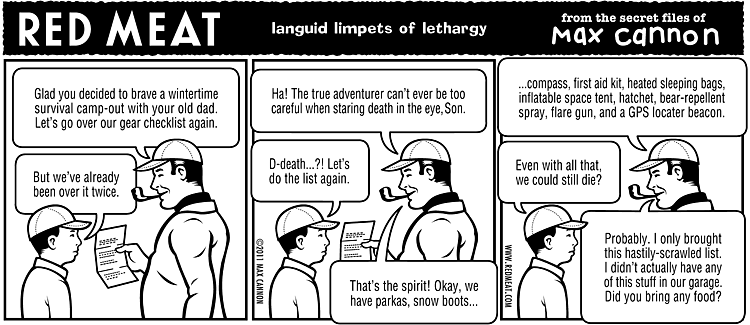 RED MEAT
languid limpets of lethargy
from the secret files of
Max cannon
Glad you decided to brave a wintertime
survival camp-out with your old dad.
Let's go over our gear checklist again.
But we've already
been over it twice.
©2011 MAX CANNON
Ha! The true adventurer can't ever be too
careful when staring death in the eye, Son.
D-death...?! Let's
do the list again.
That's the spirit! Okay, we
have parkas, snow boots...
WWW.REDMEAT.COM
...compass, first aid kit, heated sleeping bags,
inflatable space tent, hatchet, bear-repellent
spray, flare gun, and a GPS locater beacon.
Even with all that,
we could still die?
Probably. I only brought
this hastily-scrawled list.
I didn't actually have any
of this stuff in our garage.
Did you bring any food?